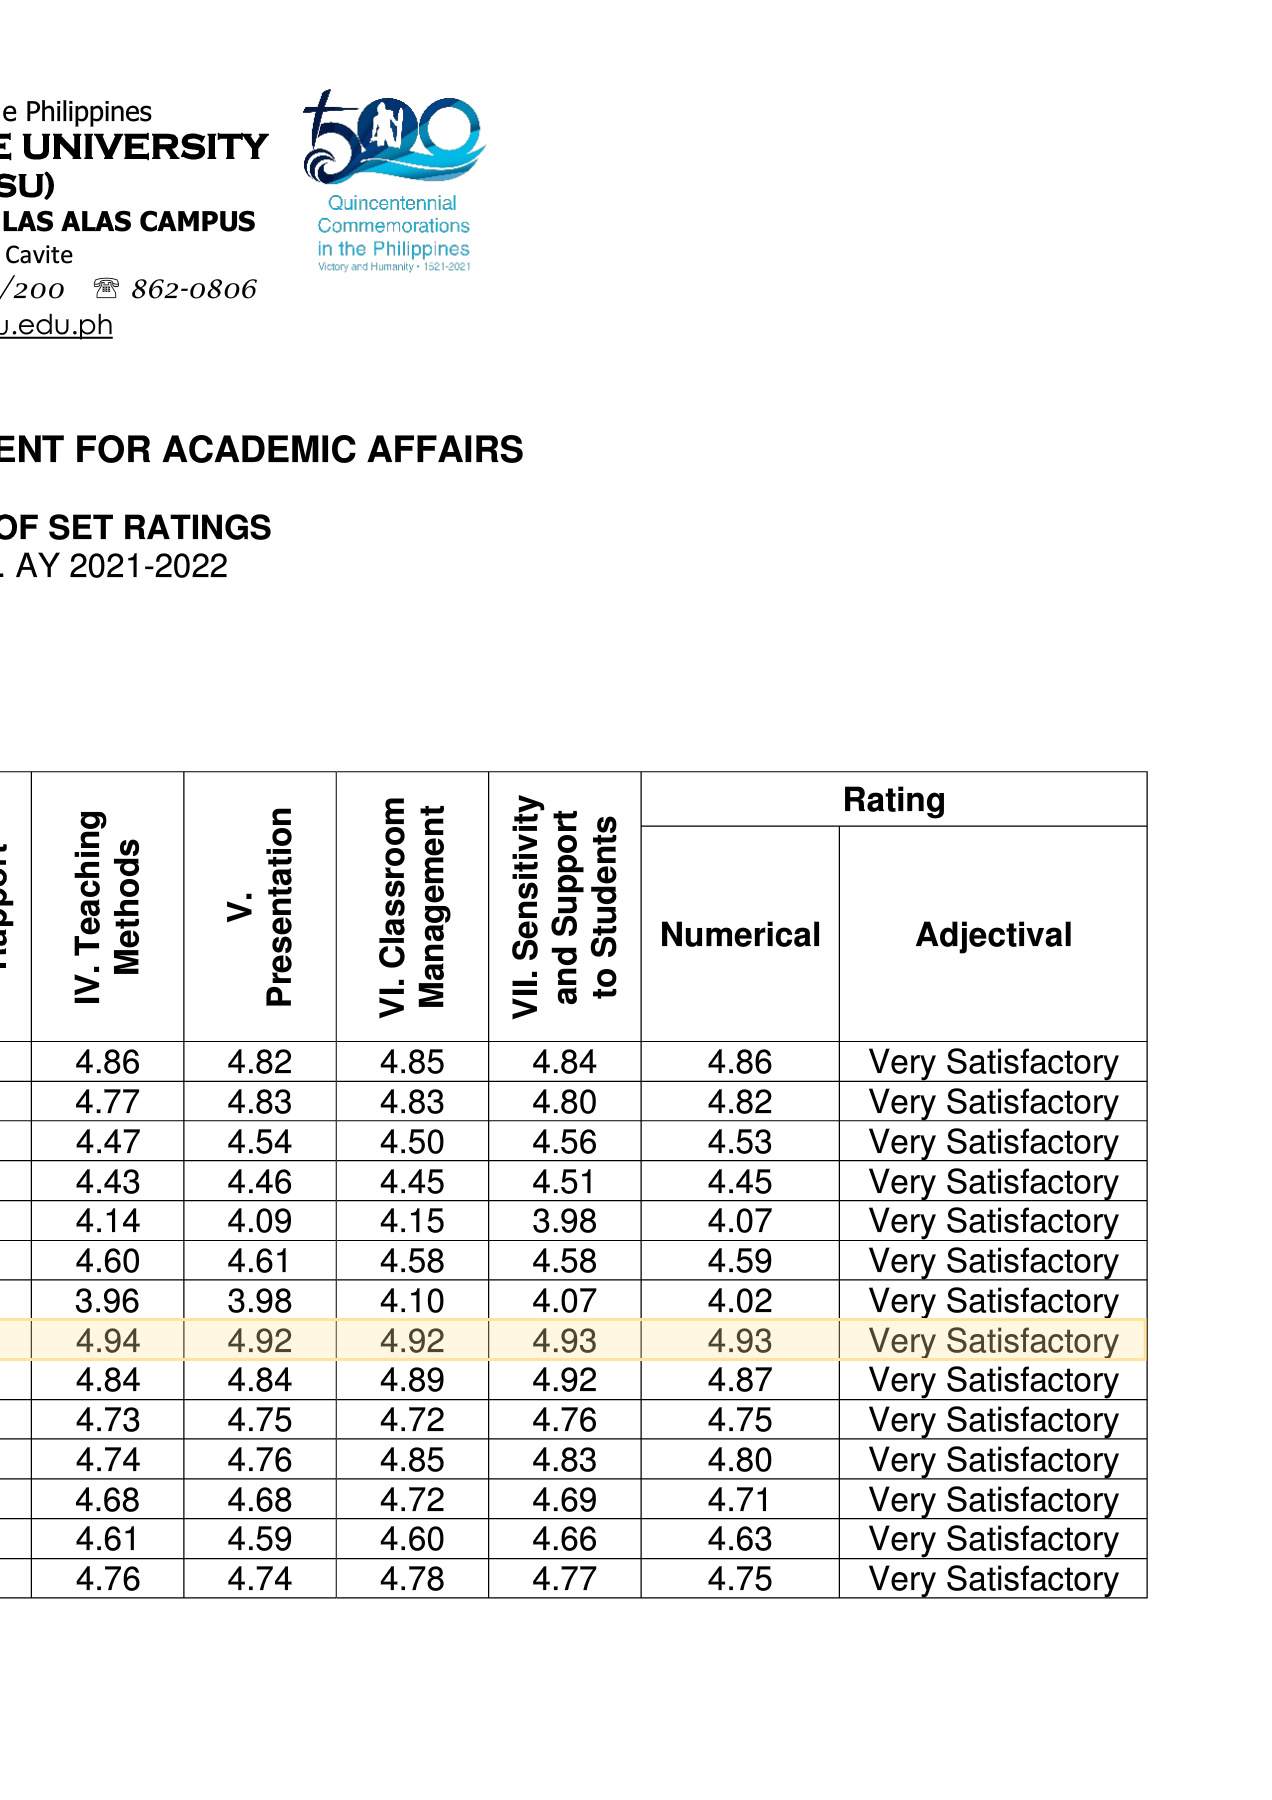 e Philippines
E UNIVERSITY
SU)
LAS ALAS CAMPUS
Cavite
/200 ☏ 862-0806
u.edu.ph
500
Quincentennial
Commemorations
in the Philippines
Victory and Humanity • 1521-2021
ENT FOR ACADEMIC AFFAIRS
OF SET RATINGS
. AY 2021-2022
IV. Teaching Methods
V. Presentation
VI. Classroom Management
VII. Sensitivity and Support to Students
Rating
Numerical Adjectival
4.86 4.82 4.85 4.84 4.86 Very Satisfactory
4.77 4.83 4.83 4.80 4.82 Very Satisfactory
4.47 4.54 4.50 4.56 4.53 Very Satisfactory
4.43 4.46 4.45 4.51 4.45 Very Satisfactory
4.14 4.09 4.15 3.98 4.07 Very Satisfactory
4.60 4.61 4.58 4.58 4.59 Very Satisfactory
3.96 3.98 4.10 4.07 4.02 Very Satisfactory
4.94 4.92 4.92 4.93 4.93 Very Satisfactory
4.84 4.84 4.89 4.92 4.87 Very Satisfactory
4.73 4.75 4.72 4.76 4.75 Very Satisfactory
4.74 4.76 4.85 4.83 4.80 Very Satisfactory
4.68 4.68 4.72 4.69 4.71 Very Satisfactory
4.61 4.59 4.60 4.66 4.63 Very Satisfactory
4.76 4.74 4.78 4.77 4.75 Very Satisfactory